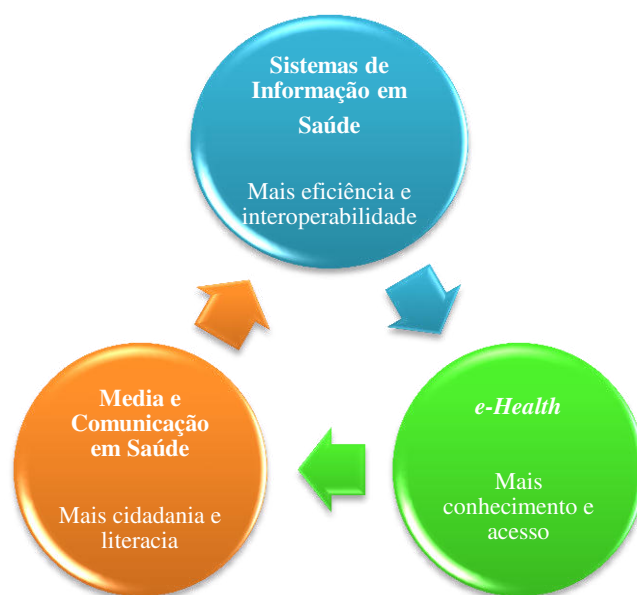 Sistemas de
Informação em
Saúde
Mais eficiência e
interoperabilidade
Media e
Comunicação
em Saúde
Mais cidadania e
literacia
e-Health
Mais
conhecimento e
acesso